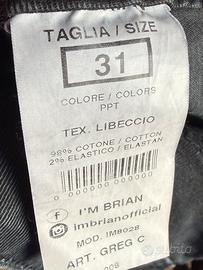 TAGLIA / SIZE
31
COLORE / COLORS
PPT
TEX. LIBECCIO
98% COTONE / COTTON
2% ELASTICO / ELASTAN
0 000000 000000
I'M BRIAN
imbrianofficial
MOD. IM8028
ART. GREG C
subito